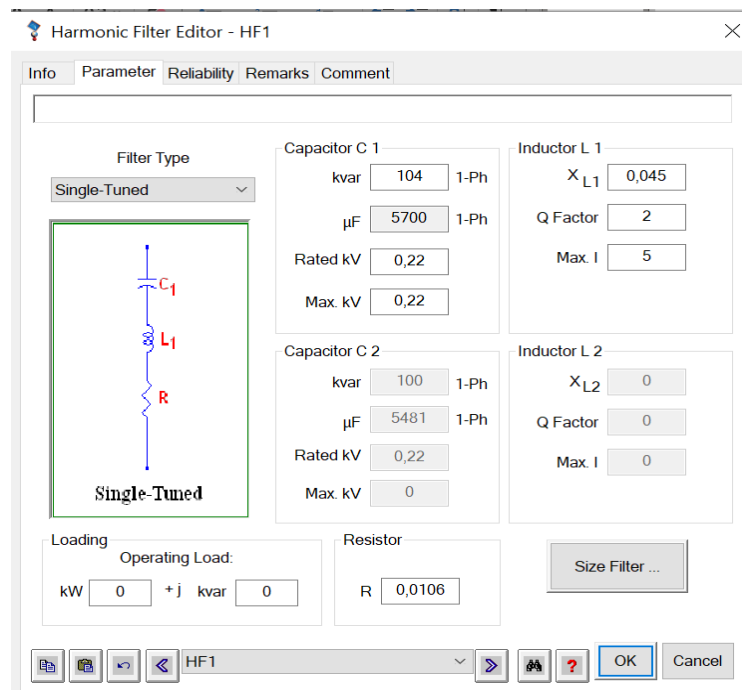 Harmonic Filter Editor - HF1
Info Parameter Reliability Remarks Comment
Filter Type
Single-Tuned
C1
L1
R
Single-Tuned
Capacitor C 1
kvar 104 1-Ph
µF 5700 1-Ph
Rated kV 0,22
Max. kV 0,22
Inductor L 1
XL1 0,045
Q Factor 2
Max. I 5
Capacitor C 2
kvar 100 1-Ph
µF 5481 1-Ph
Rated kV 0,22
Max. kV 0
Inductor L 2
XL2 0
Q Factor 0
Max. I 0
Loading
Operating Load:
kW 0 + j kvar 0
Resistor
R 0,0106
Size Filter ...
HF1
?
OK
Cancel